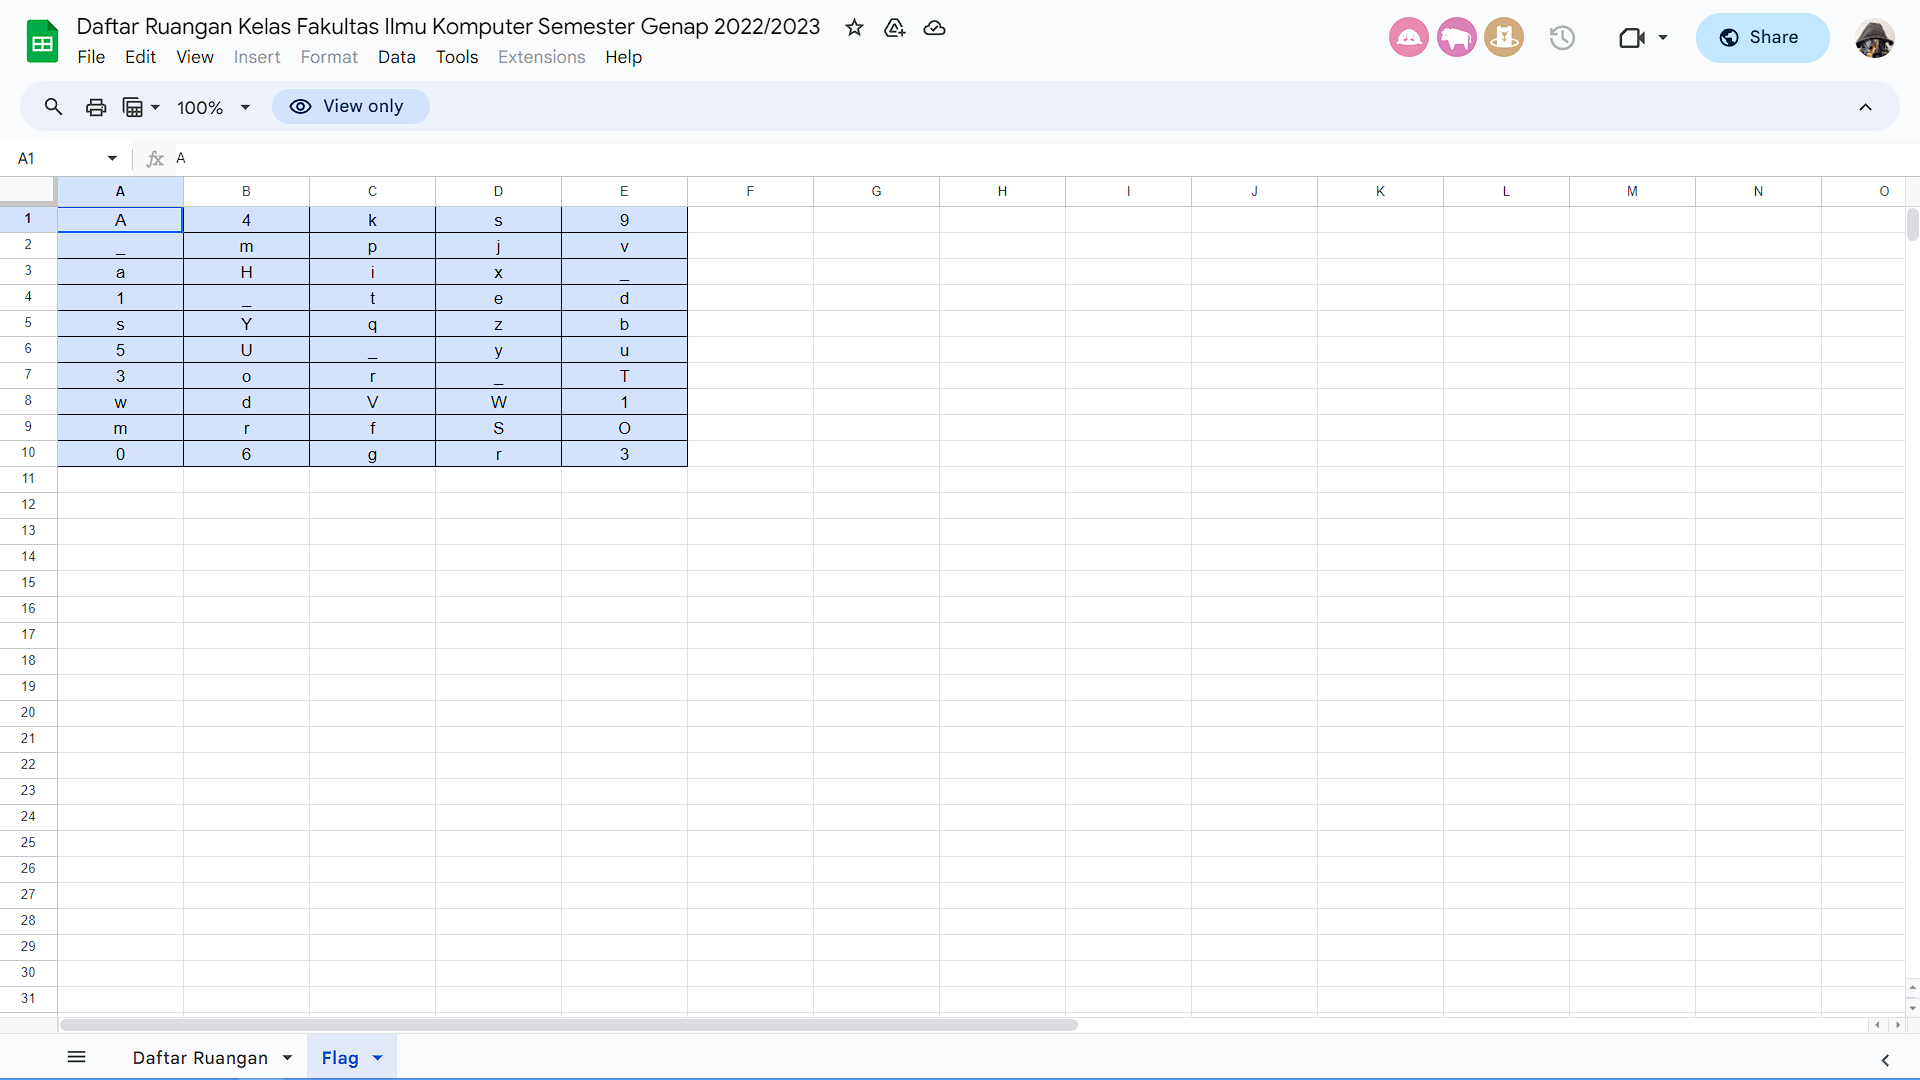 Daftar Ruangan Kelas Fakultas Ilmu Komputer Semester Genap 2022/2023
File Edit View Insert Format Data Tools Extensions Help
Share
100% View only
A1 fx A
A B C D E F G H I J K L M N O
1 A 4 k s 9
2 _ m p j v
3 a H i x _
4 1 _ t e d
5 s Y q z b
6 5 U _ y u
7 3 o r _ T
8 w d V W 1
9 m r f S O
10 0 6 g r 3
11
12
13
14
15
16
17
18
19
20
21
22
23
24
25
26
27
28
29
30
31
Daftar Ruangan Flag